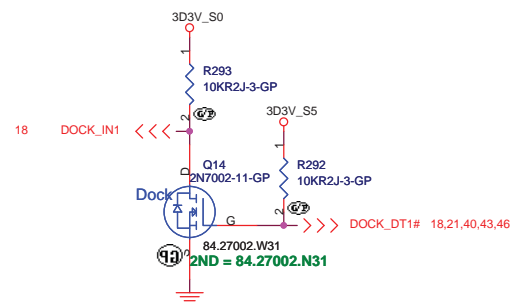 3D3V_S0
1
R293
10KR2J-3-GP
2
G/P
3D3V_S5
18 DOCK_IN1
1
Q14
2N7002-11-GP
R292
10KR2J-3-GP
D
Dock
2
G/P
G
DOCK_DT1# 18,21,40,43,46
84.27002.W31
S
GP
2ND = 84.27002.N31